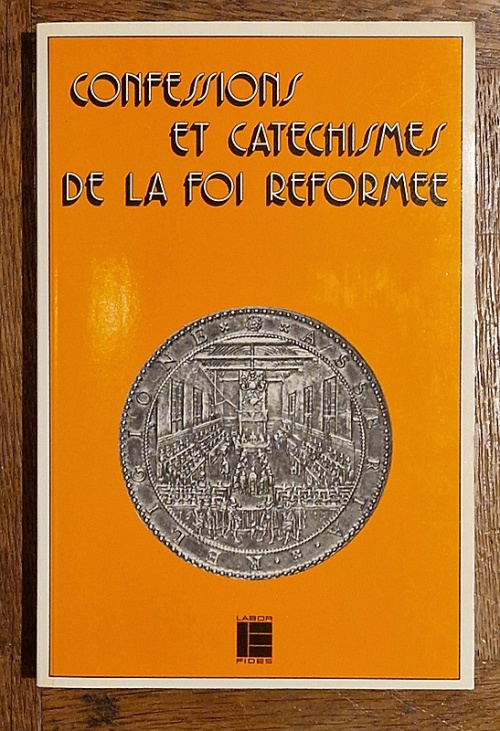 CONFESSIONS
ET CATECHISMES
DE LA FOI REFORMEE
LABOR
FIDES